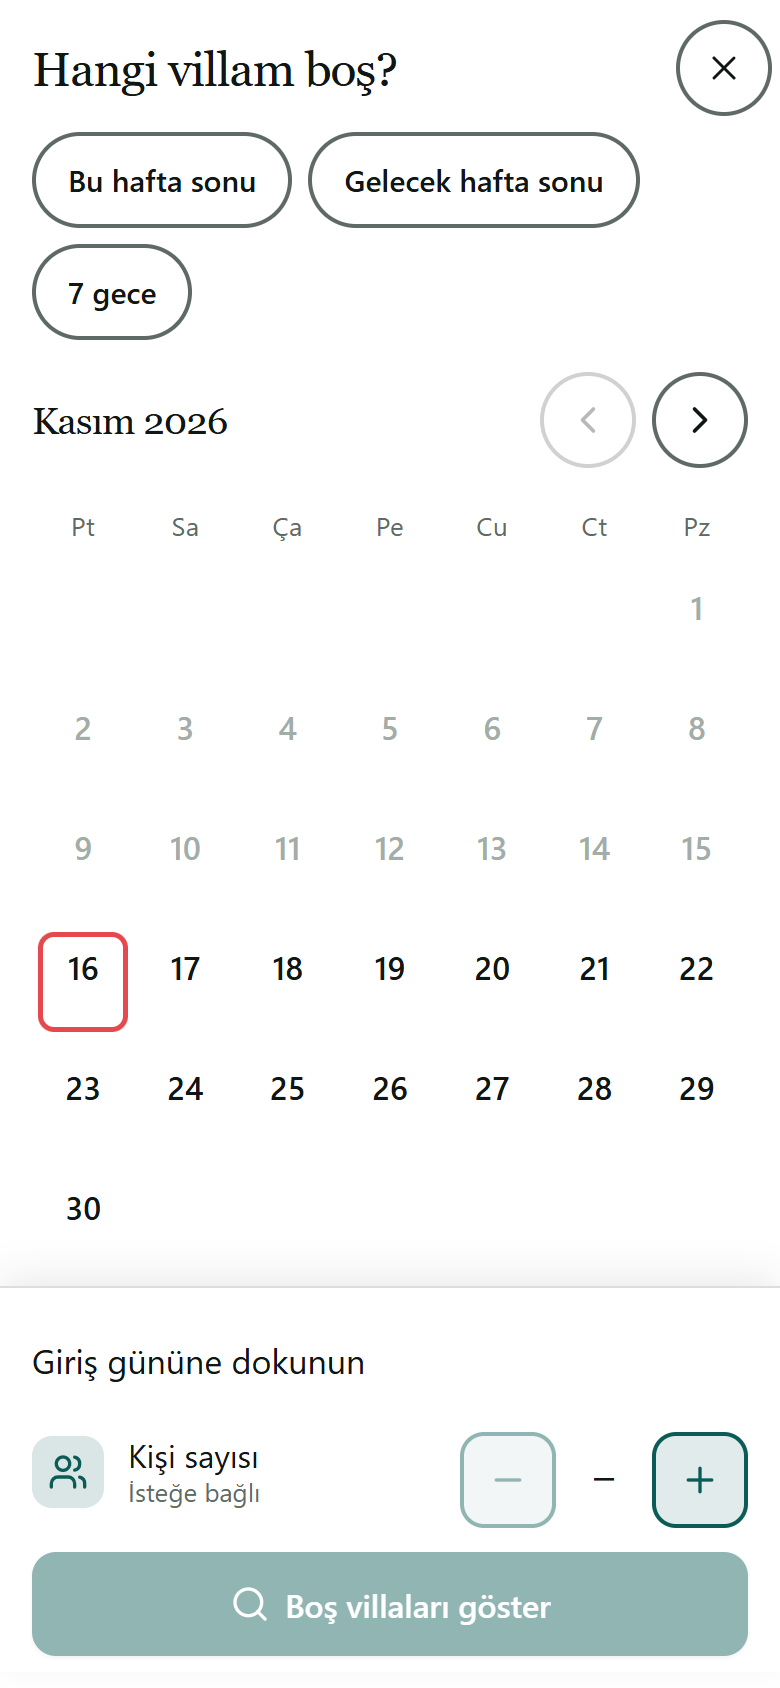 Hangi villam boş?
Bu hafta sonu
Gelecek hafta sonu
7 gece
Kasım 2026
Pt Sa Ça Pe Cu Ct Pz
1
2 3 4 5 6 7 8
9 10 11 12 13 14 15
16 17 18 19 20 21 22
23 24 25 26 27 28 29
30
Giriş gününe dokunun
Kişi sayısı
İsteğe bağlı
− – +
Boş villaları göster